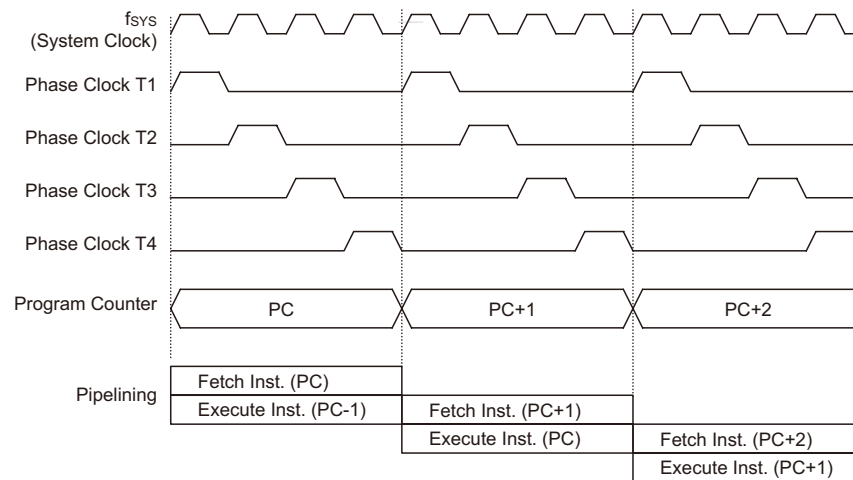 fSYS
(System Clock)
Phase Clock T1
Phase Clock T2
Phase Clock T3
Phase Clock T4
Program Counter
PC
PC+1
PC+2
Pipelining
Fetch Inst. (PC)
Execute Inst. (PC-1)
Fetch Inst. (PC+1)
Execute Inst. (PC)
Fetch Inst. (PC+2)
Execute Inst. (PC+1)